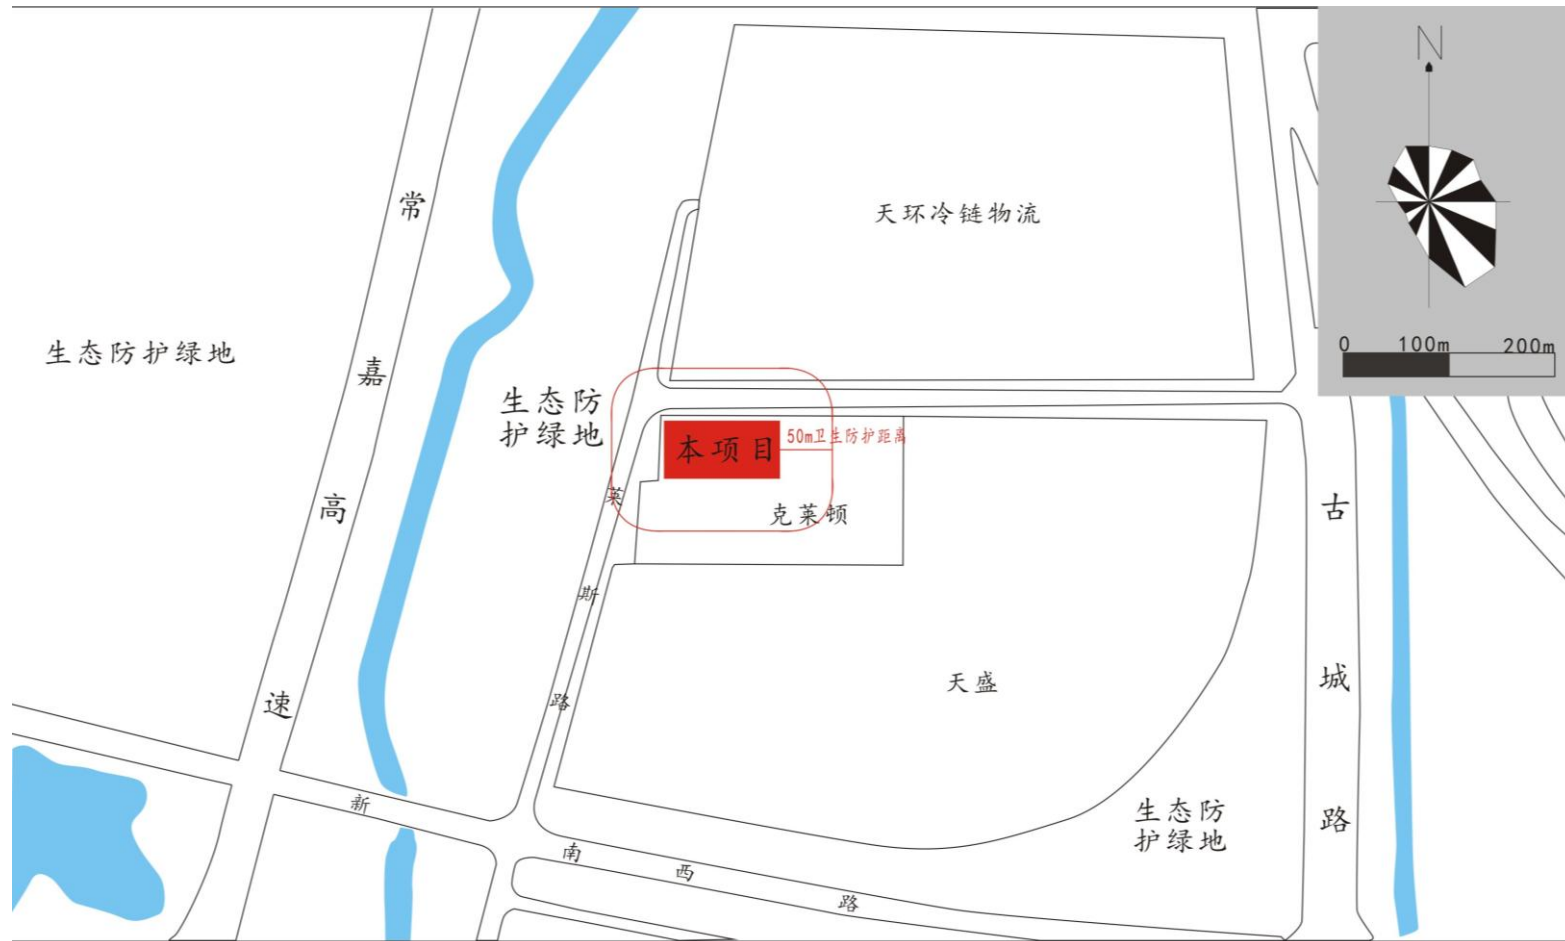 N
0 100m 200m
常
嘉
高
速
天环冷链物流
生态防护绿地
生态防
护绿地
本项目
50m卫生防护距离
克莱顿
莱
斯
路
古
城
路
天盛
生态防
护绿地
新
南
西
路